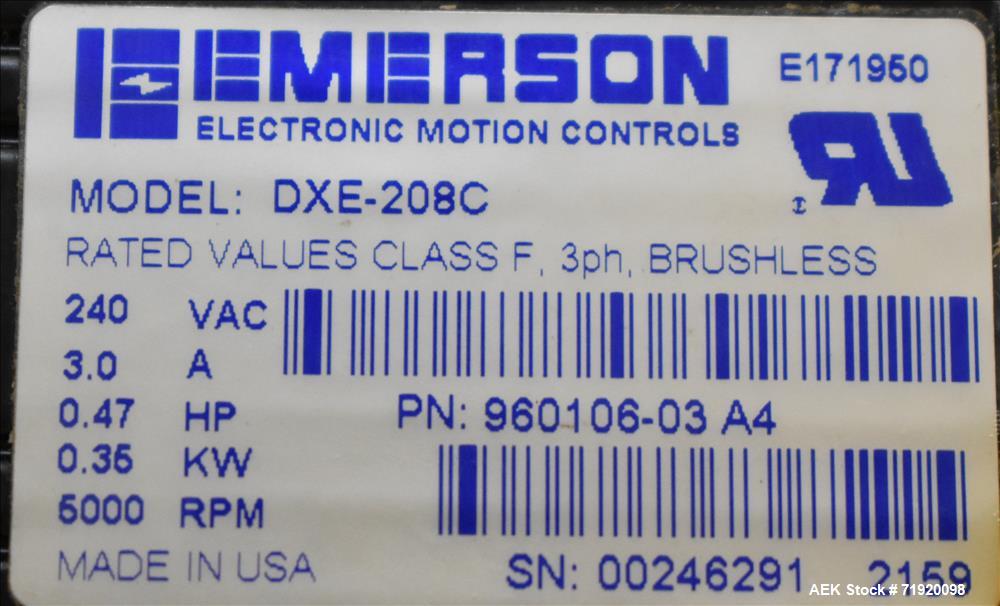 EMERSON
E171950
ELECTRONIC MOTION CONTROLS
MODEL: DXE-208C
RATED VALUES CLASS F, 3ph, BRUSHLESS
240 VAC
3.0 A
0.47 HP PN: 960106-03 A4
0.35 KW
5000 RPM
MADE IN USA SN: 00246291 2159
AEK Stock # 71920098